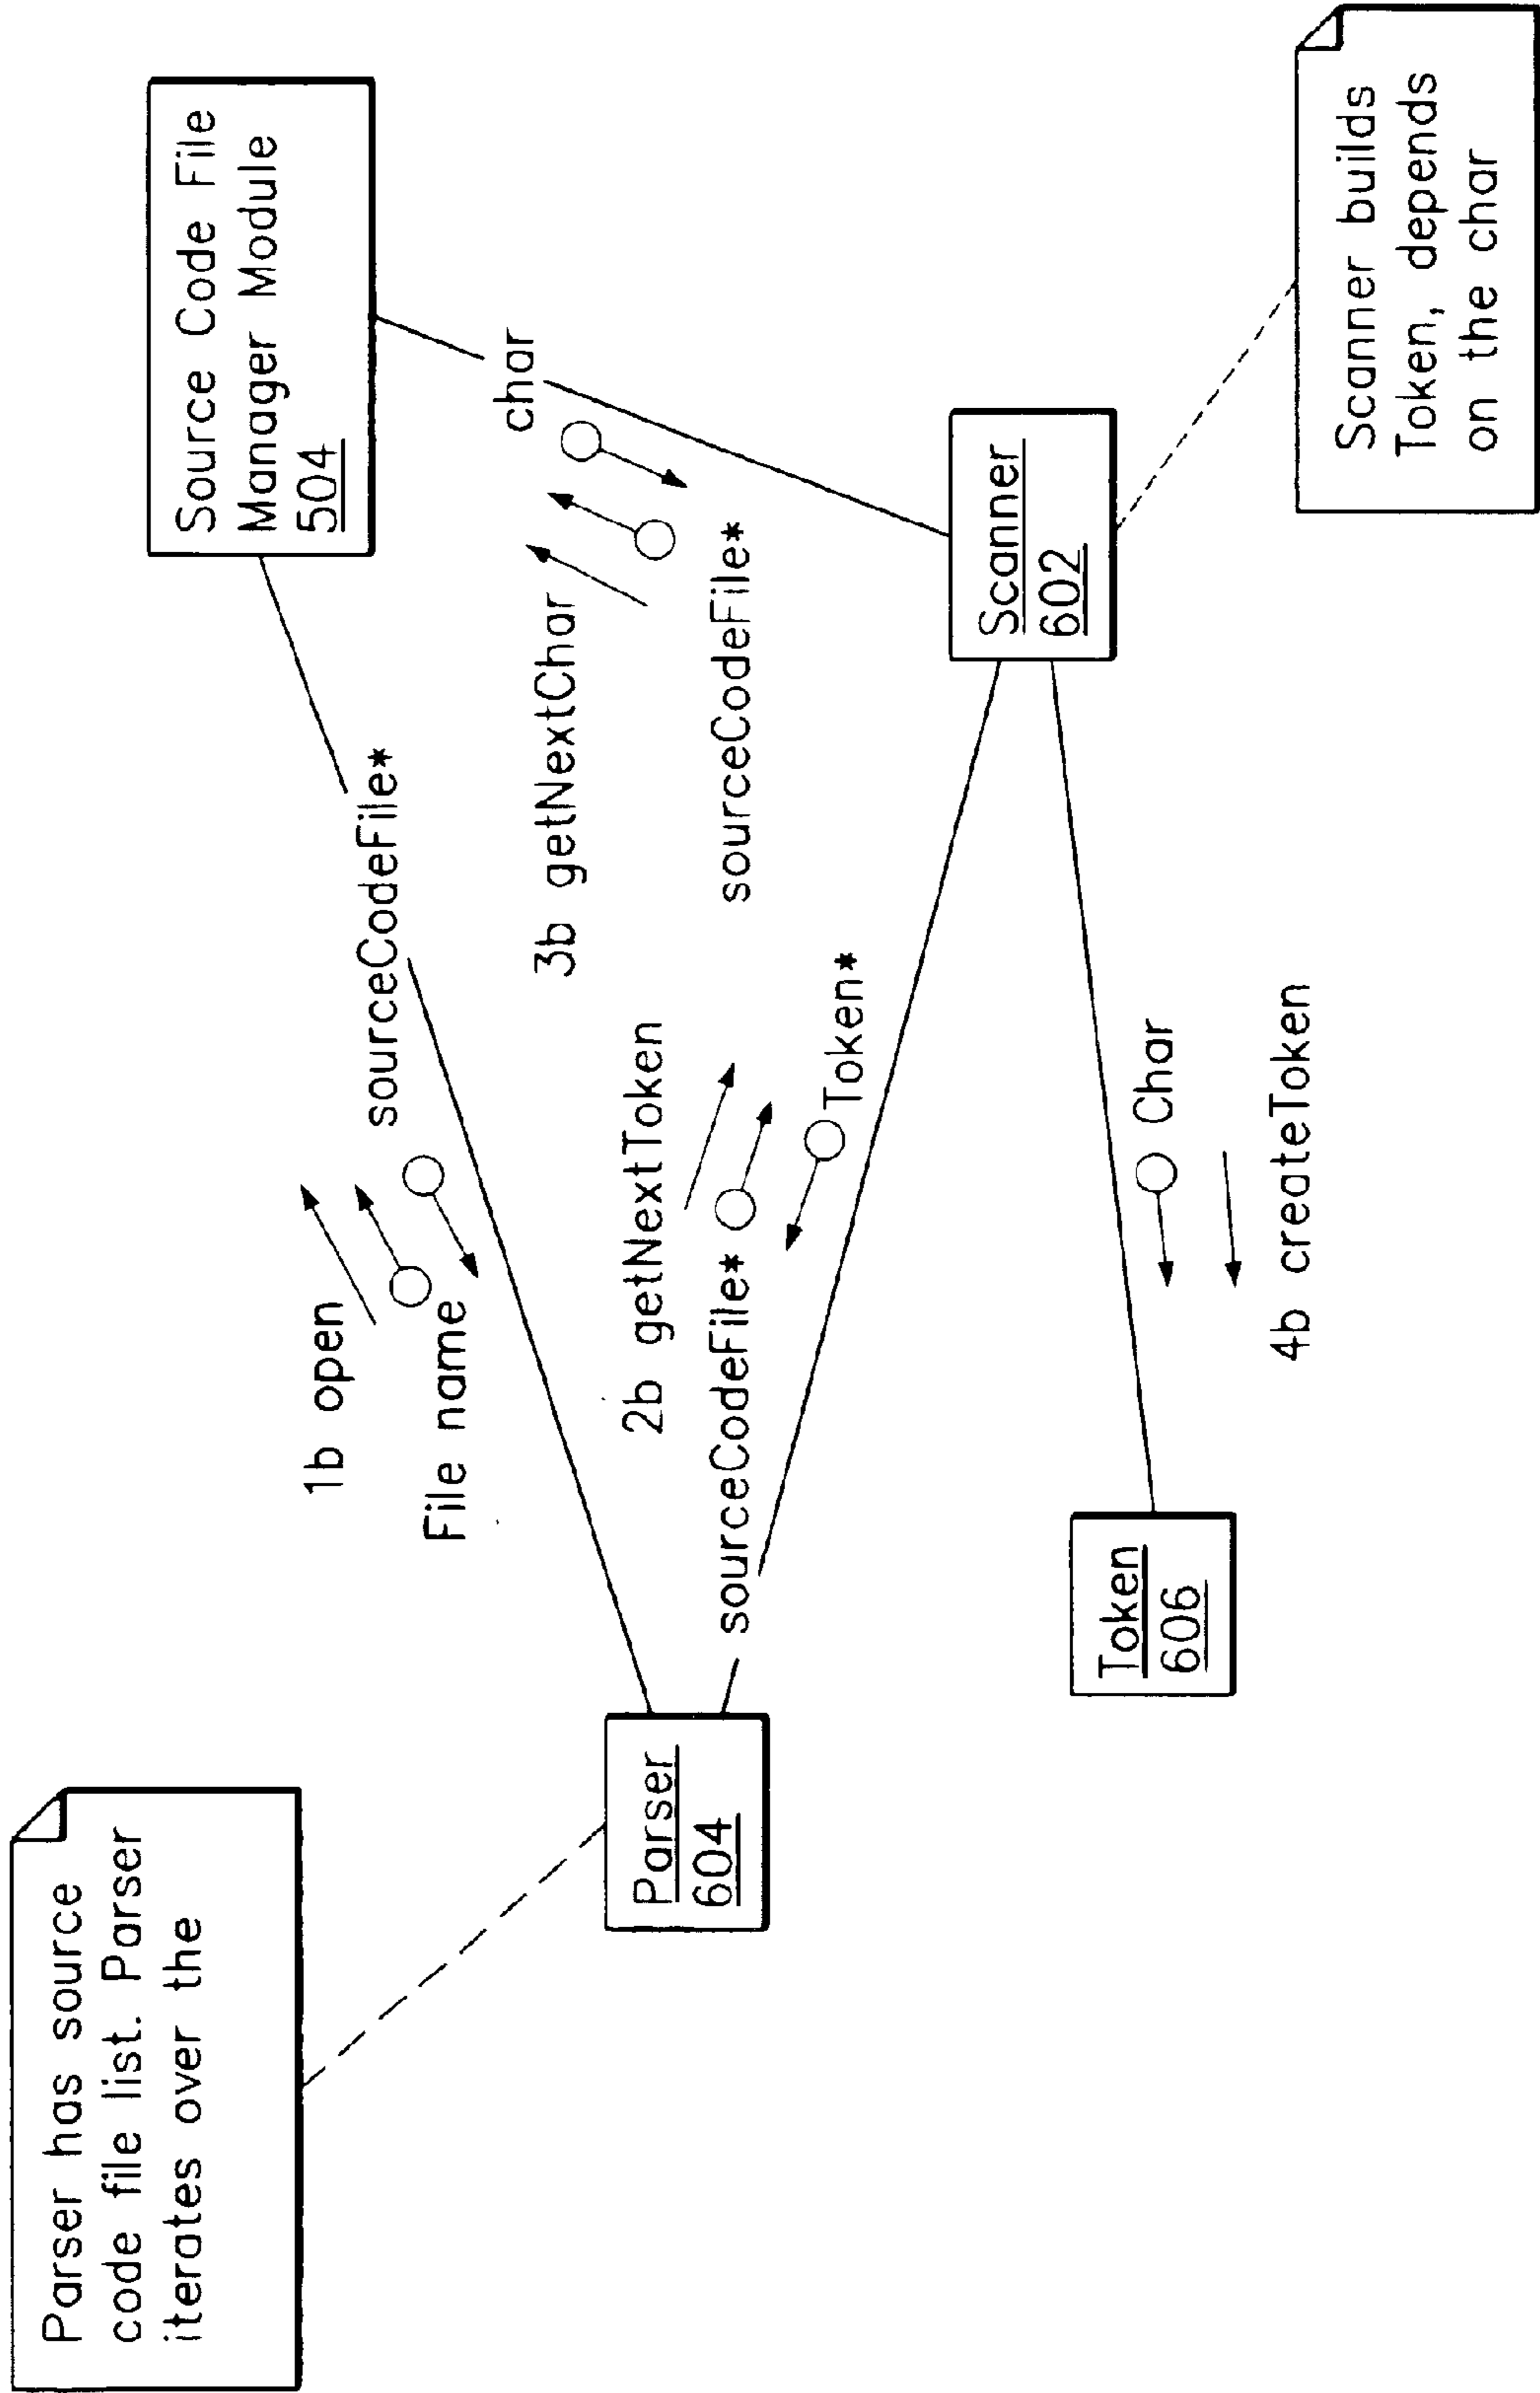 Parser has source
code file list. Parser
iterates over the
Source Code File
Manager Module
504
1b open
File name
sourceCodeFile*
char
3b getNextChar
sourceCodeFile*
2b getNextToken
sourceCodeFile*
Token*
Parser
604
Scanner
602
Char
4b createToken
Token
606
Scanner builds
Token, depends
on the char